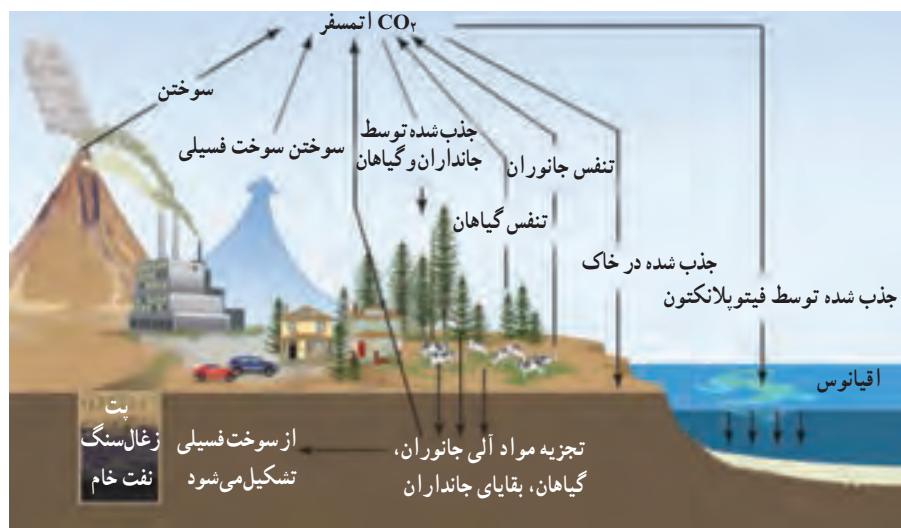 CO₂ اتمسفر
سوختن
سوختن سوخت فسیلی
جذب شده توسط
جانداران و گیاهان
تنفس جانوران
تنفس گیاهان
جذب شده در خاک
جذب شده توسط فیتوپلانکتون
اقیانوس
تجزیه مواد آلی جانوران،
گیاهان، بقایای جانداران
از سوخت فسیلی
تشکیل می‌شود
پت
زغال‌سنگ
نفت خام